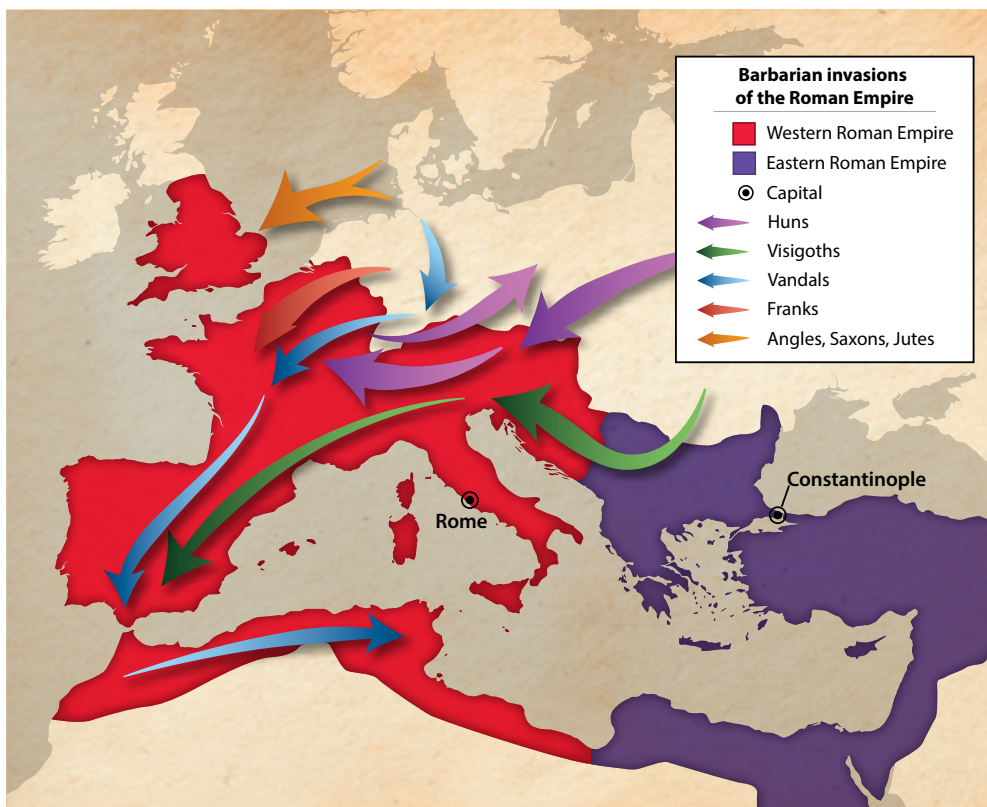 Barbarian invasions
of the Roman Empire
Western Roman Empire
Eastern Roman Empire
Capital
Huns
Visigoths
Vandals
Franks
Angles, Saxons, Jutes
Constantinople
Rome